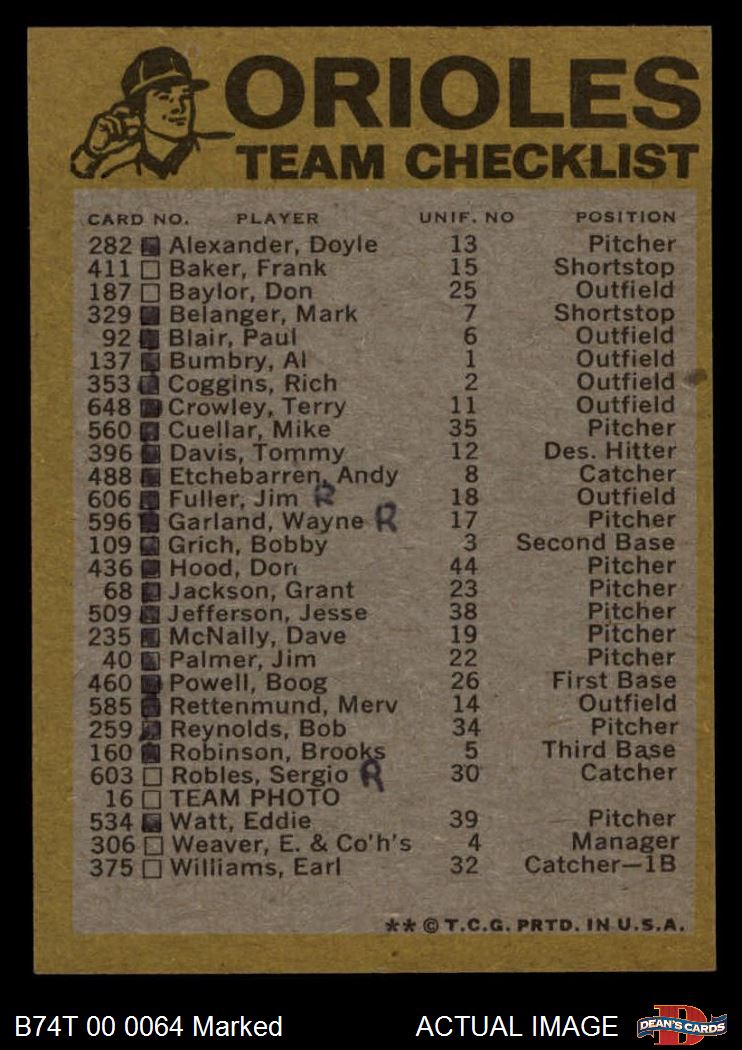 ORIOLES
TEAM CHECKLIST
CARD NO. PLAYER UNIF. NO POSITION
282 Alexander, Doyle 13 Pitcher
411 Baker, Frank 15 Shortstop
187 Baylor, Don 25 Outfield
329 Belanger, Mark 7 Shortstop
92 Blair, Paul 6 Outfield
137 Bumbry, Al 1 Outfield
353 Coggins, Rich 2 Outfield
648 Crowley, Terry 11 Outfield
560 Cuellar, Mike 35 Pitcher
396 Davis, Tommy 12 Des. Hitter
488 Etchebarren, Andy 8 Catcher
606 Fuller, Jim R 18 Outfield
596 Garland, Wayne R 17 Pitcher
109 Grich, Bobby 3 Second Base
436 Hood, Don 44 Pitcher
68 Jackson, Grant 23 Pitcher
509 Jefferson, Jesse 38 Pitcher
235 McNally, Dave 19 Pitcher
40 Palmer, Jim 22 Pitcher
460 Powell, Boog 26 First Base
585 Rettenmund, Merv 14 Outfield
259 Reynolds, Bob 34 Pitcher
160 Robinson, Brooks 5 Third Base
603 Robles, Sergio R 30 Catcher
16 TEAM PHOTO
534 Watt, Eddie 39 Pitcher
306 Weaver, E. & Co'h's 4 Manager
375 Williams, Earl 32 Catcher—1B
** © T.C.G. PRTD. IN U.S.A.
B74T 00 0064 Marked ACTUAL IMAGE D DEAN'S CARDS